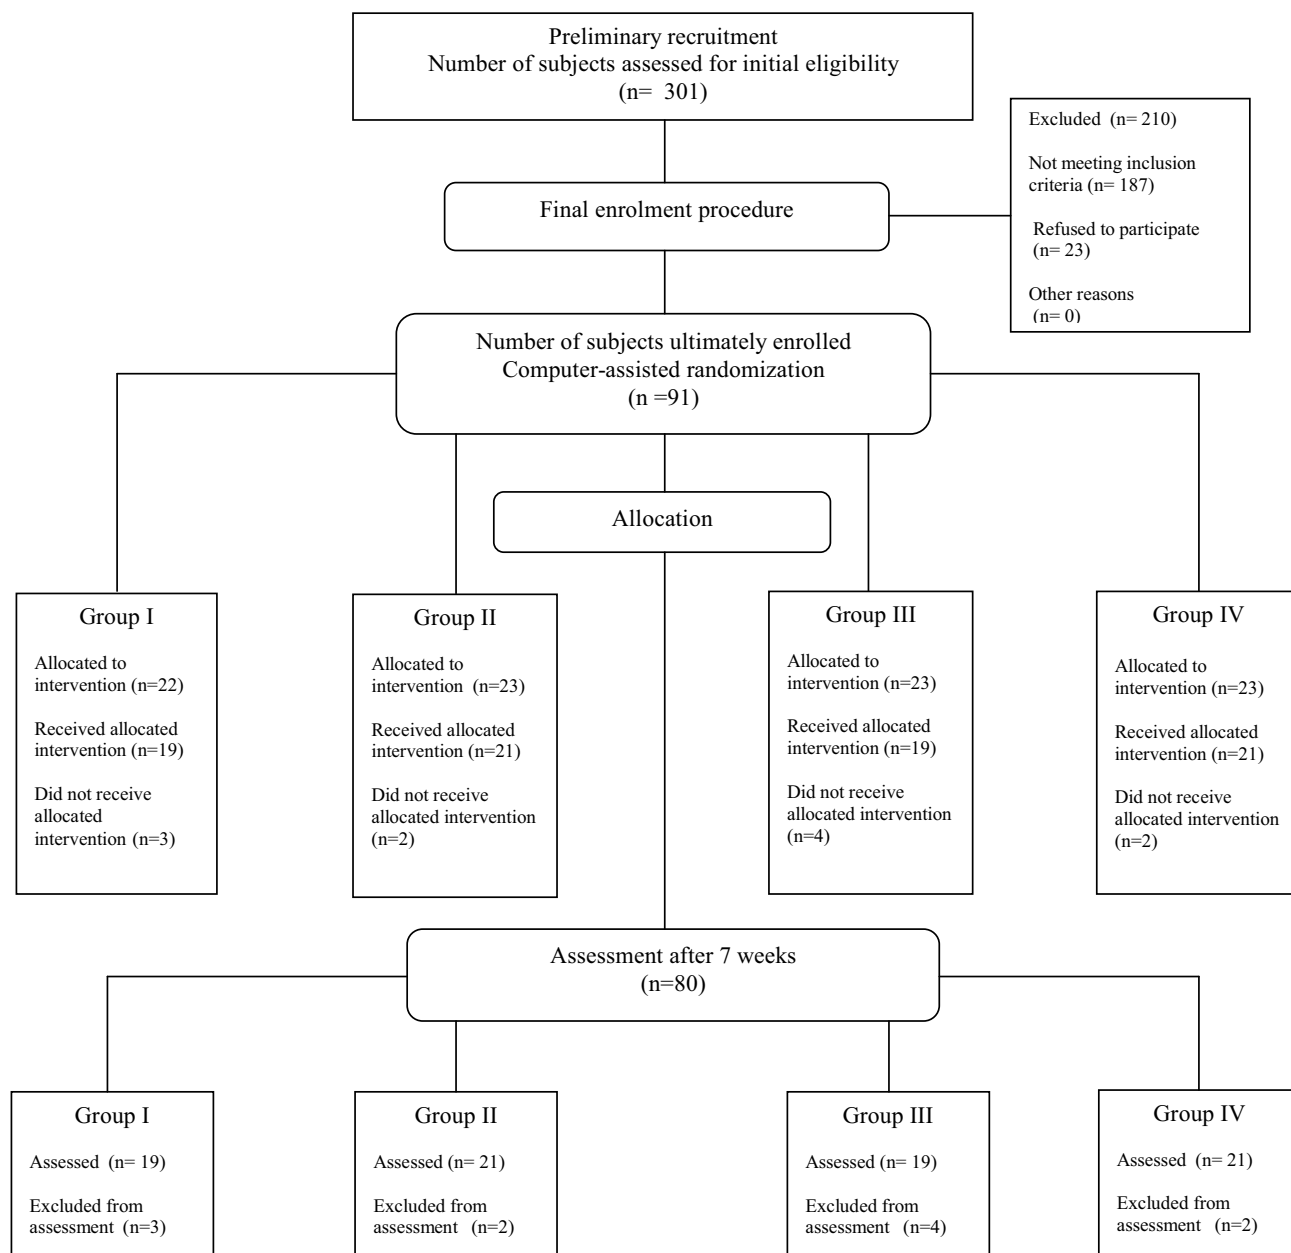 Preliminary recruitment
Number of subjects assessed for initial eligibility
(n= 301)
Excluded (n= 210)
Not meeting inclusion
criteria (n= 187)
Refused to participate
(n= 23)
Other reasons
(n= 0)
Final enrolment procedure
Number of subjects ultimately enrolled
Computer-assisted randomization
(n =91)
Allocation
Group I
Allocated to
intervention (n=22)
Received allocated
intervention (n=19)
Did not receive
allocated
intervention (n=3)
Group II
Allocated to
intervention (n=23)
Received allocated
intervention (n=21)
Did not receive
allocated intervention
(n=2)
Group III
Allocated to
intervention (n=23)
Received allocated
intervention (n=19)
Did not receive
allocated intervention
(n=4)
Group IV
Allocated to
intervention (n=23)
Received allocated
intervention (n=21)
Did not receive
allocated intervention
(n=2)
Assessment after 7 weeks
(n=80)
Group I
Assessed (n= 19)
Excluded from
assessment (n=3)
Group II
Assessed (n= 21)
Excluded from
assessment (n=2)
Group III
Assessed (n= 19)
Excluded from
assessment (n=4)
Group IV
Assessed (n= 21)
Excluded from
assessment (n=2)